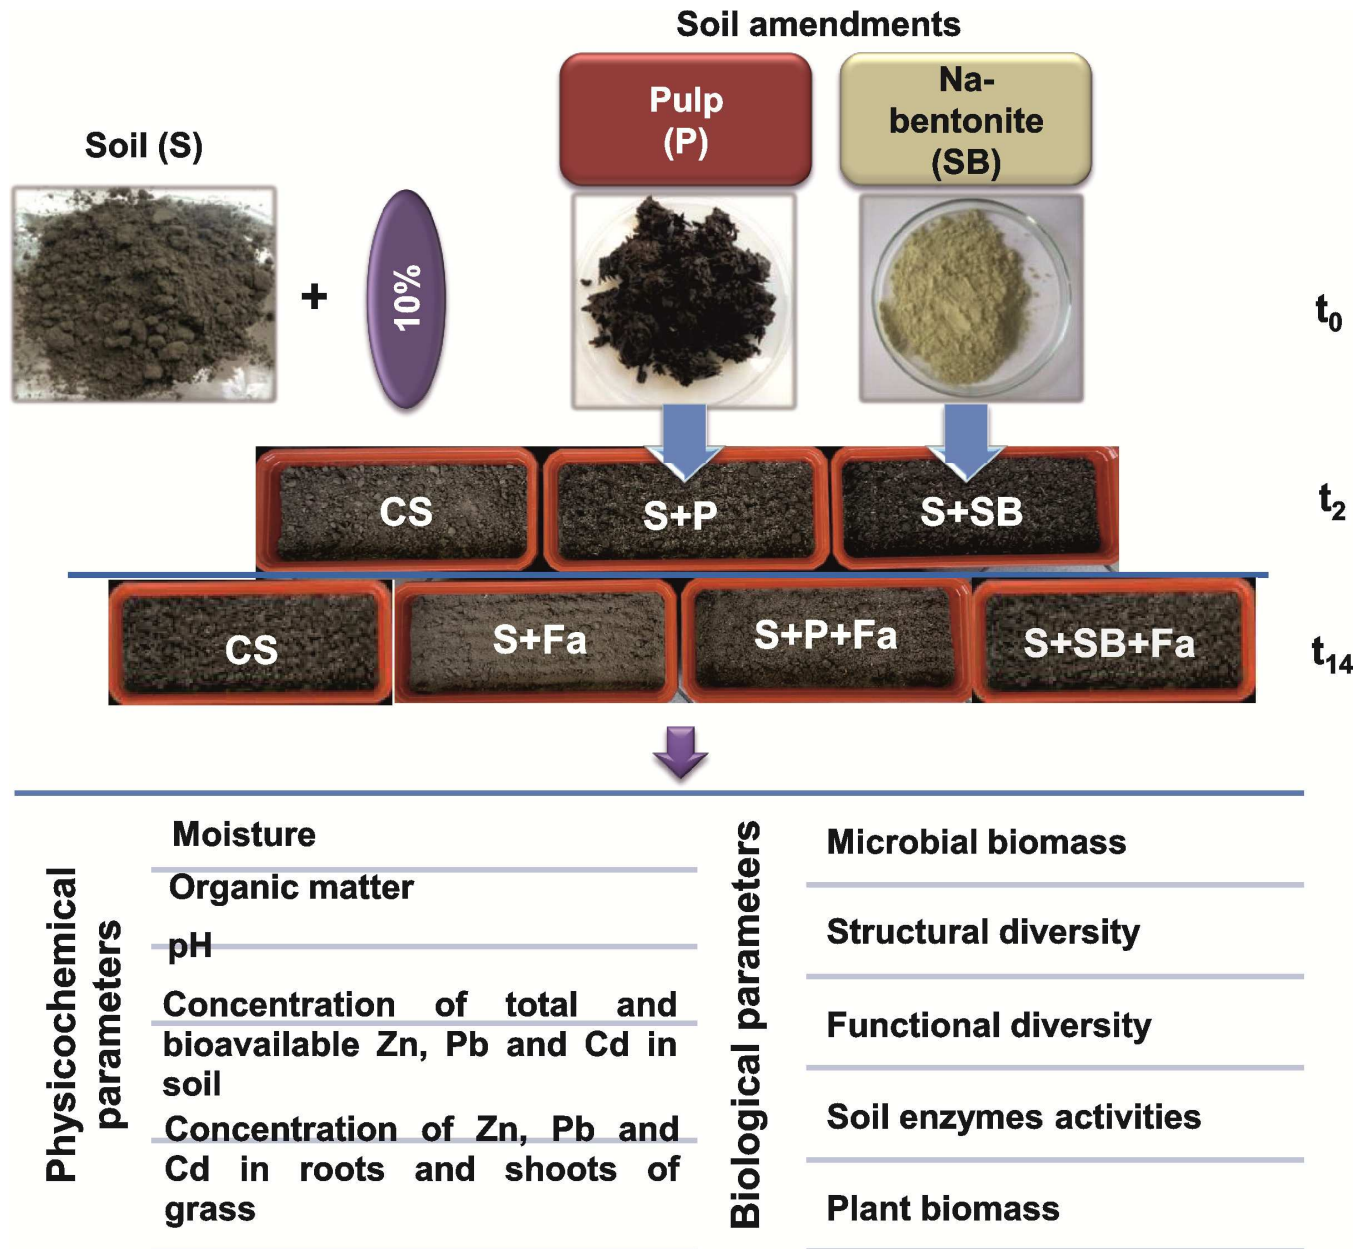 Soil amendments
Pulp
(P)
Na-
bentonite
(SB)
Soil (S)
+
10%
t0
CS
S+P
S+SB
t2
CS
S+Fa
S+P+Fa
S+SB+Fa
t14
Physicochemical
parameters
Moisture
Organic matter
pH
Concentration of total and
bioavailable Zn, Pb and Cd in
soil
Concentration of Zn, Pb and
Cd in roots and shoots of
grass
Biological parameters
Microbial biomass
Structural diversity
Functional diversity
Soil enzymes activities
Plant biomass